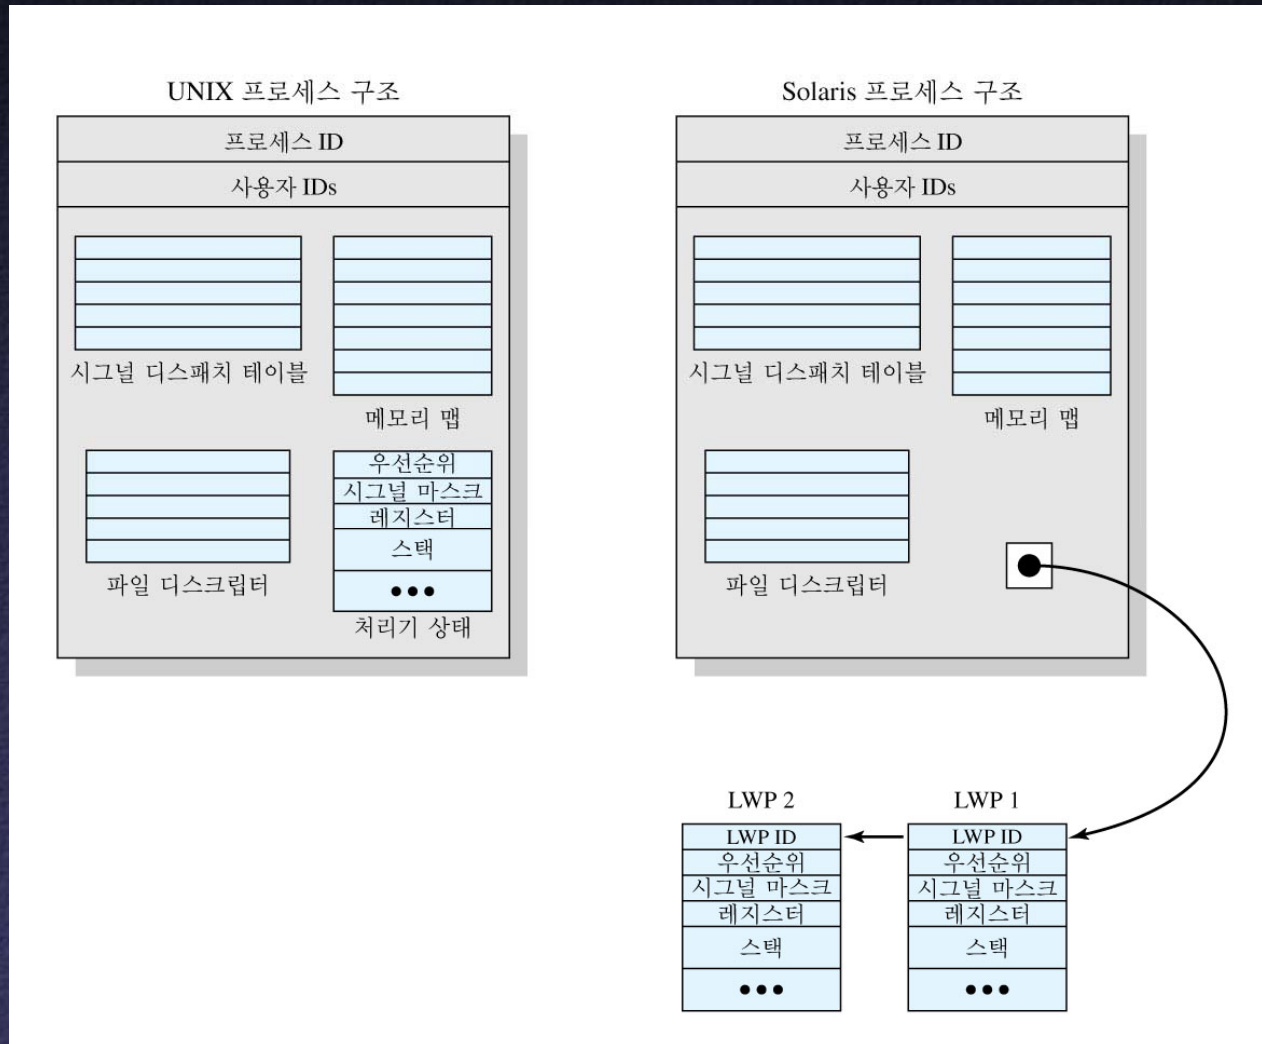 UNIX 프로세스 구조
프로세스 ID
사용자 IDs
시그널 디스패치 테이블
메모리 맵
우선순위
시그널 마스크
레지스터
스택
•••
처리기 상태
파일 디스크립터
Solaris 프로세스 구조
프로세스 ID
사용자 IDs
시그널 디스패치 테이블
메모리 맵
파일 디스크립터
LWP 2
LWP ID
우선순위
시그널 마스크
레지스터
스택
•••
LWP 1
LWP ID
우선순위
시그널 마스크
레지스터
스택
•••